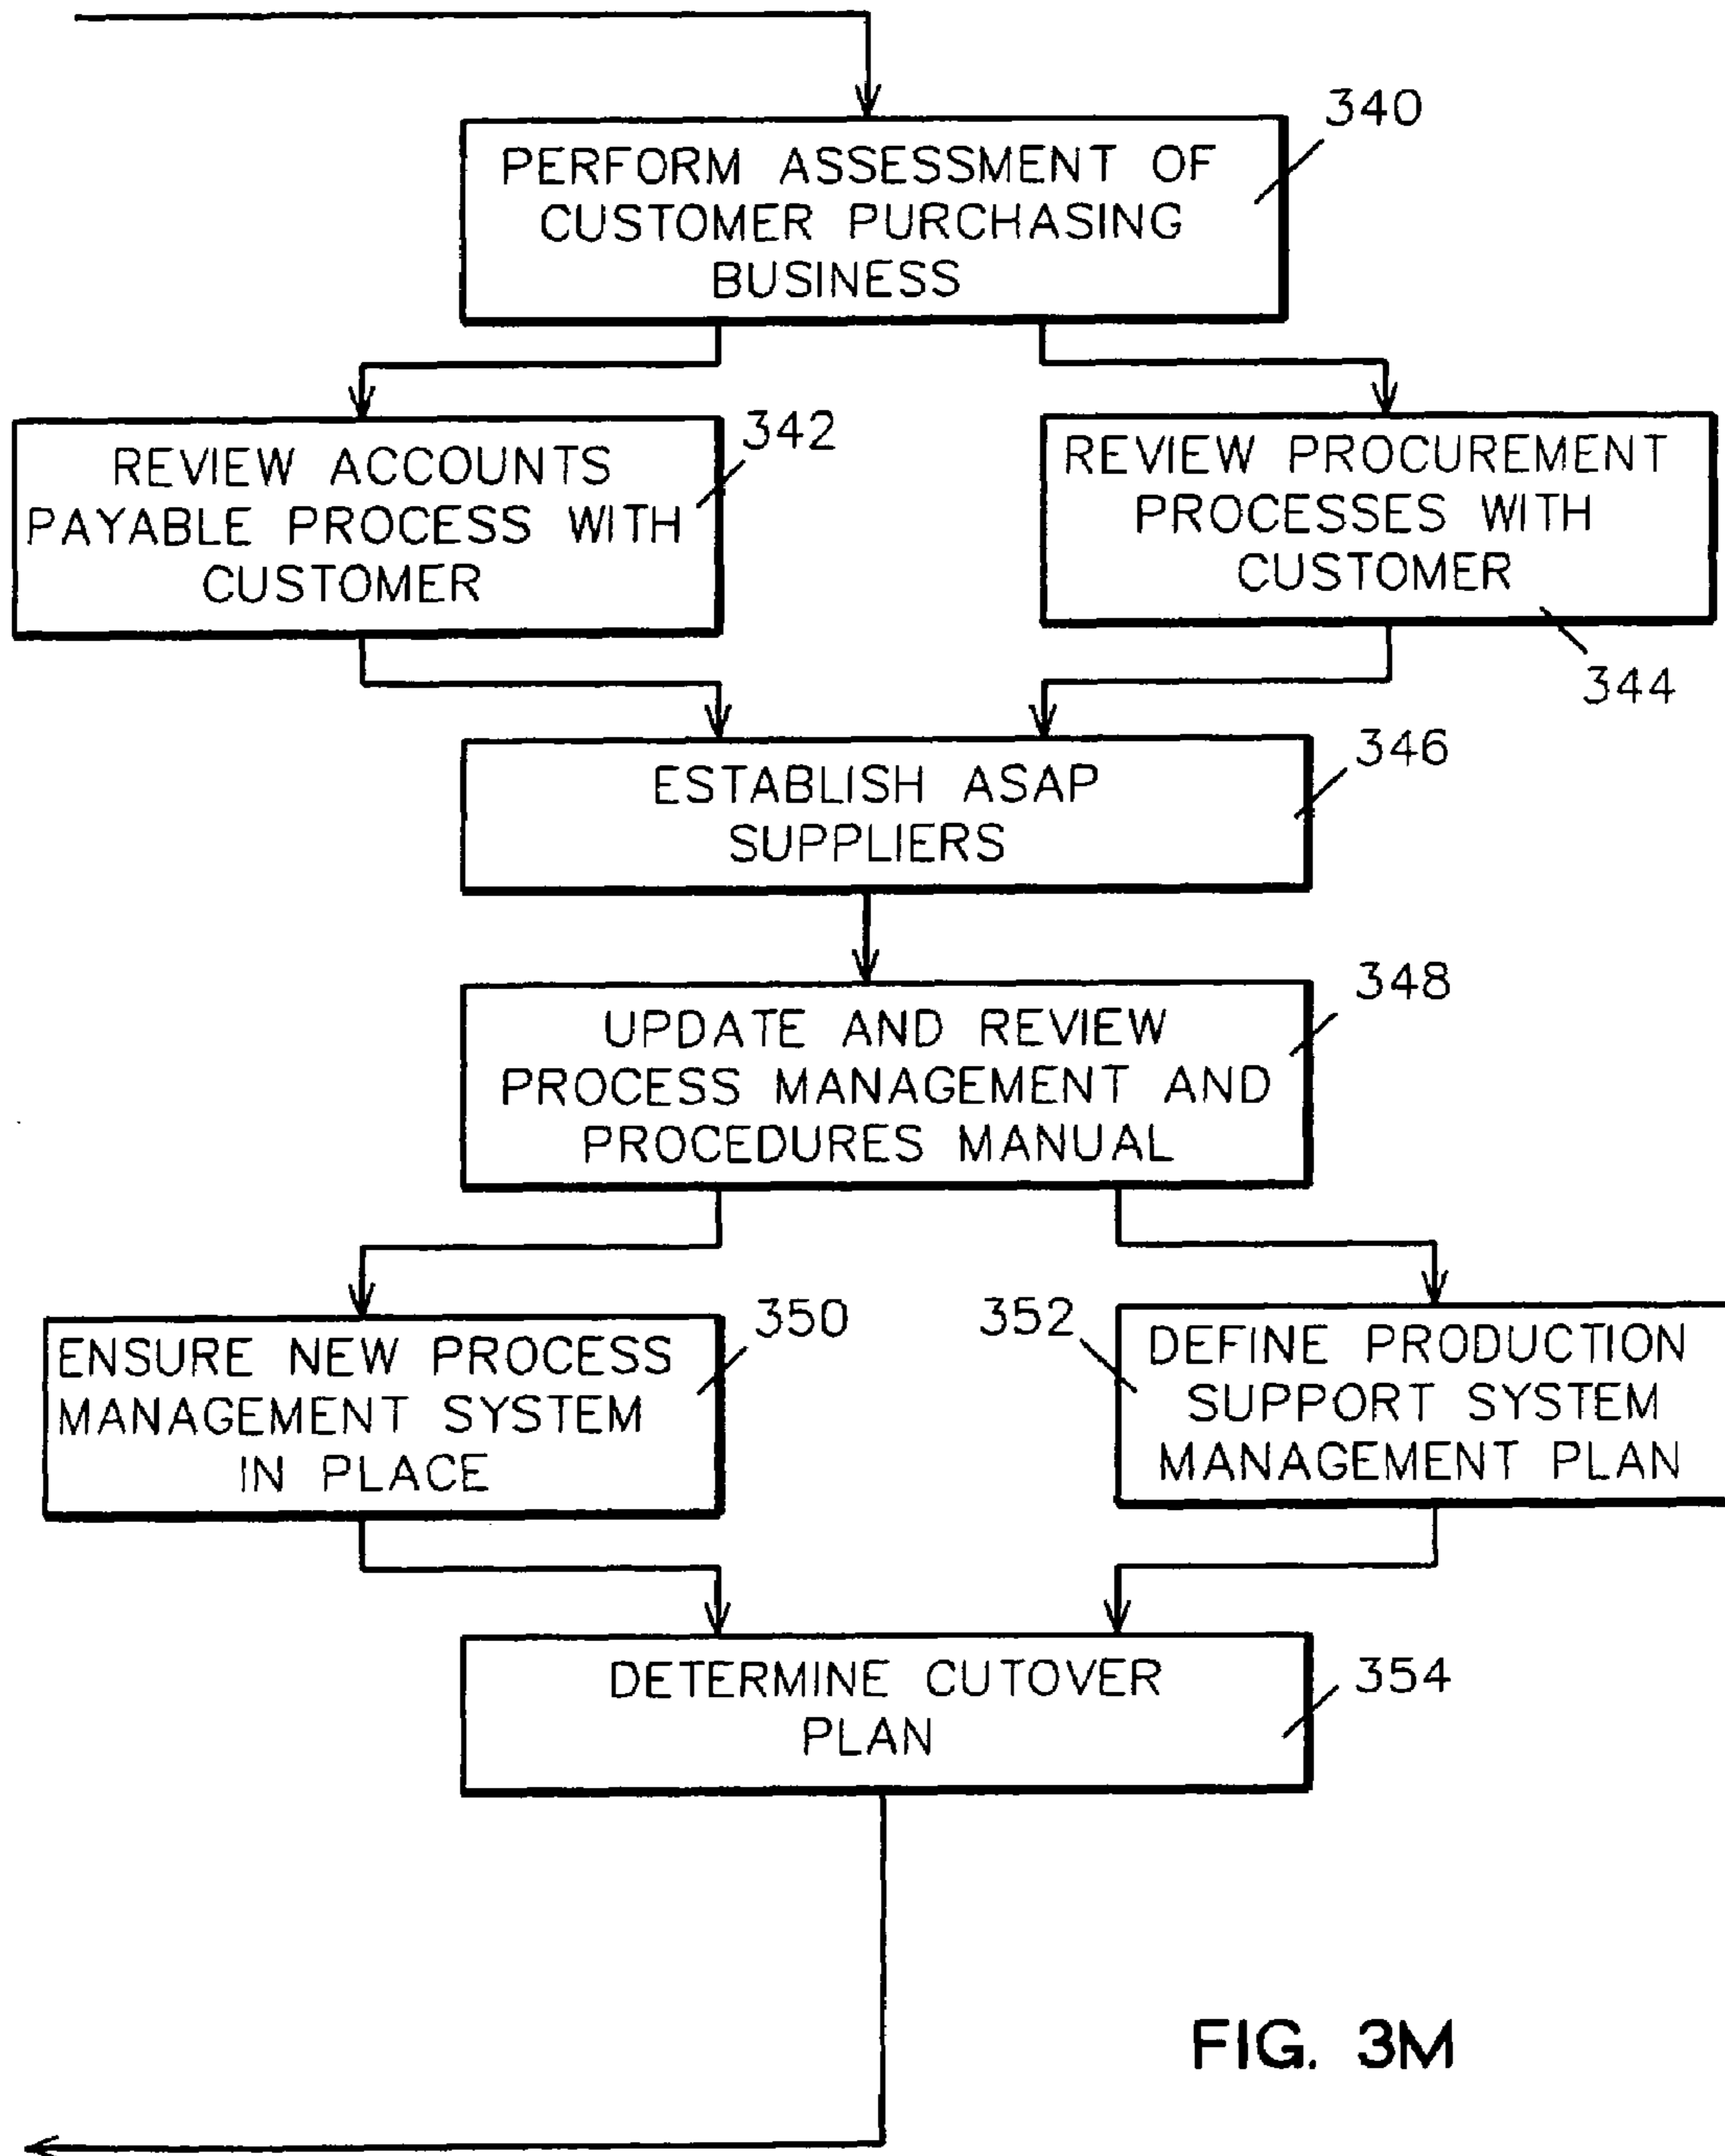 340
PERFORM ASSESSMENT OF
CUSTOMER PURCHASING
BUSINESS
342
REVIEW ACCOUNTS
PAYABLE PROCESS WITH
CUSTOMER
REVIEW PROCUREMENT
PROCESSES WITH
CUSTOMER
344
346
ESTABLISH ASAP
SUPPLIERS
348
UPDATE AND REVIEW
PROCESS MANAGEMENT AND
PROCEDURES MANUAL
350
ENSURE NEW PROCESS
MANAGEMENT SYSTEM
IN PLACE
352
DEFINE PRODUCTION
SUPPORT SYSTEM
MANAGEMENT PLAN
354
DETERMINE CUTOVER
PLAN
FIG. 3M